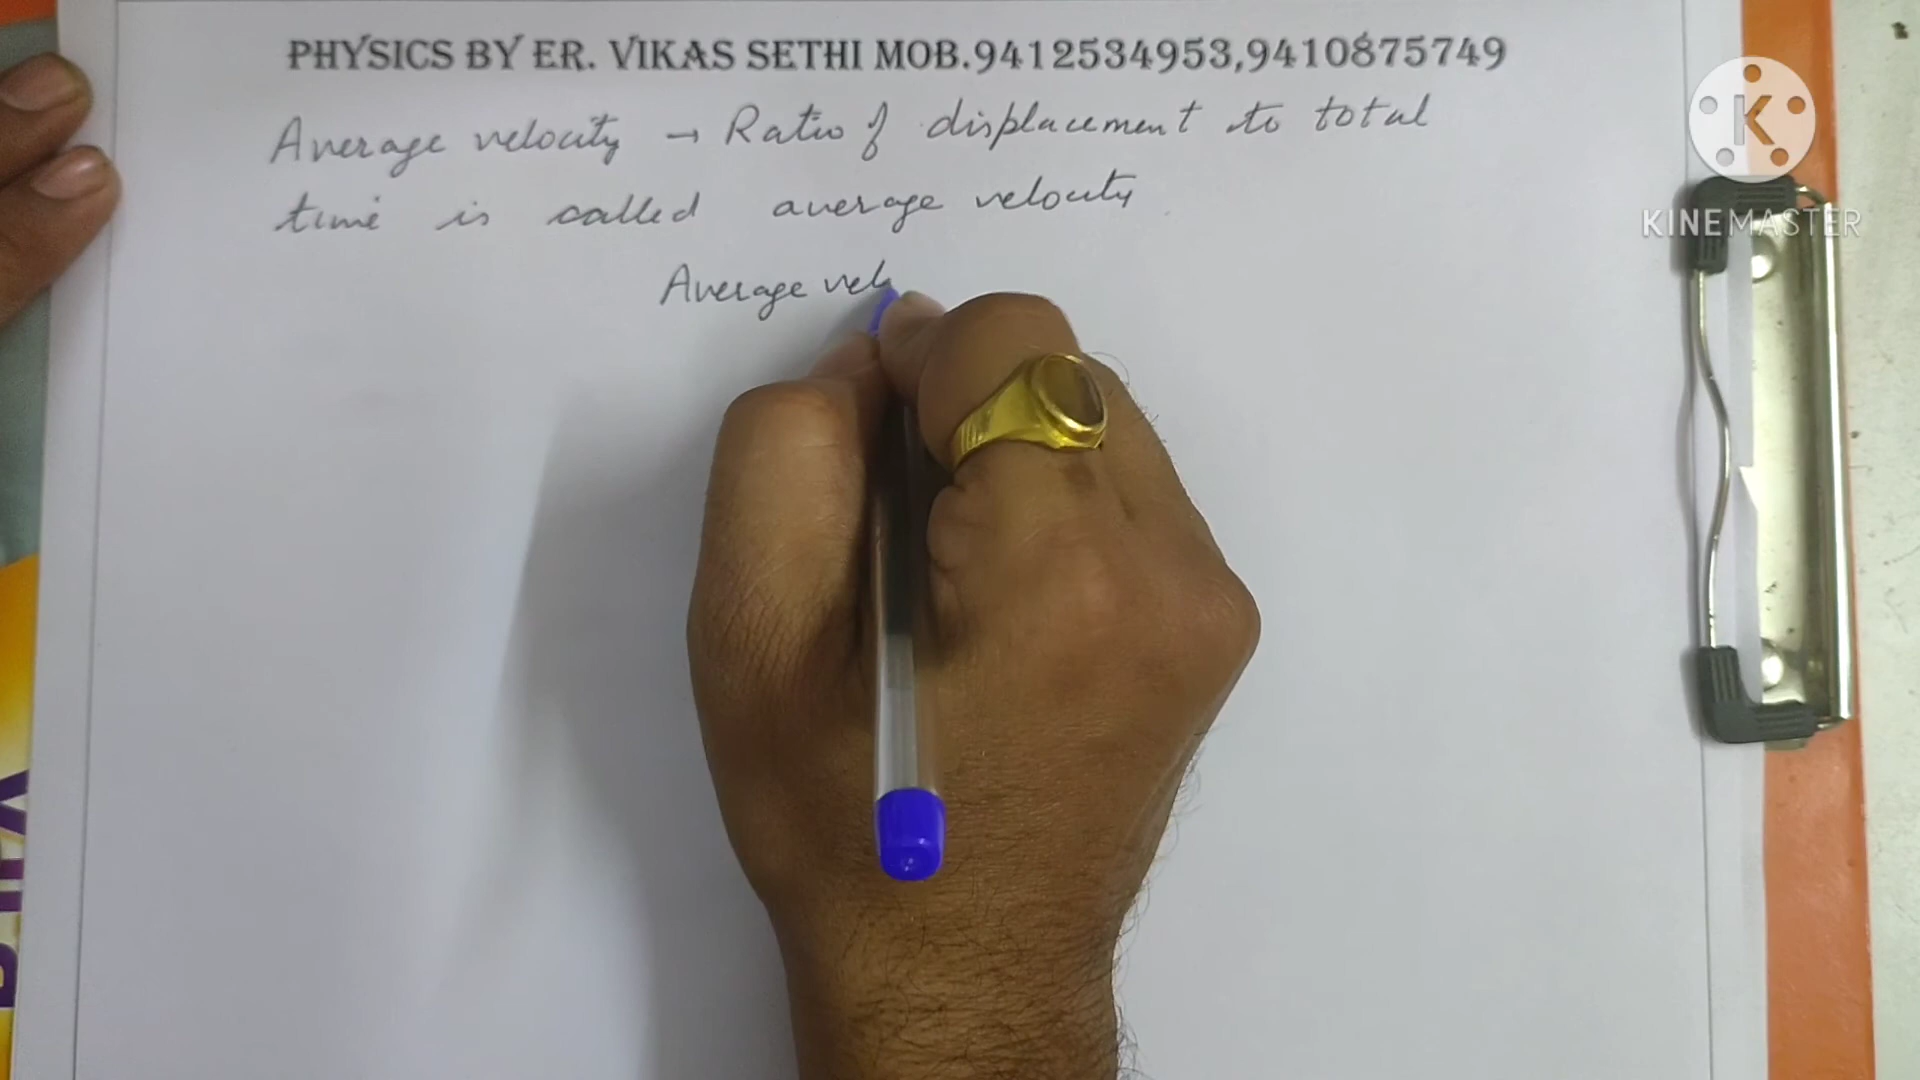 PHYSICS BY ER. VIKAS SETHI MOB.9412534953,9410875749
Average velocity → Ratio of displacement to total
time is called average velocity
Average velo
K
KINEMASTER